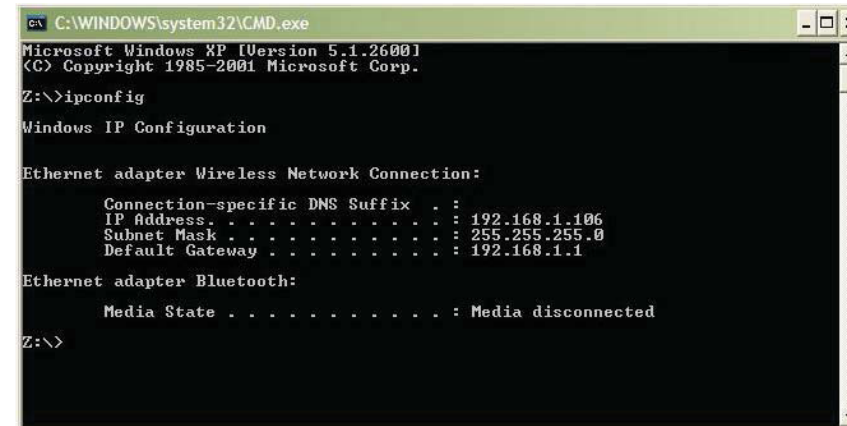 C:\WINDOWS\system32\CMD.exe
Microsoft Windows XP [Version 5.1.2600]
(C) Copyright 1985-2001 Microsoft Corp.
Z:\>ipconfig
Windows IP Configuration
Ethernet adapter Wireless Network Connection:
Connection-specific DNS Suffix . :
IP Address. . . . . . . . . . . . : 192.168.1.106
Subnet Mask . . . . . . . . . . . : 255.255.255.0
Default Gateway . . . . . . . . . : 192.168.1.1
Ethernet adapter Bluetooth:
Media State . . . . . . . . . . . : Media disconnected
Z:\>